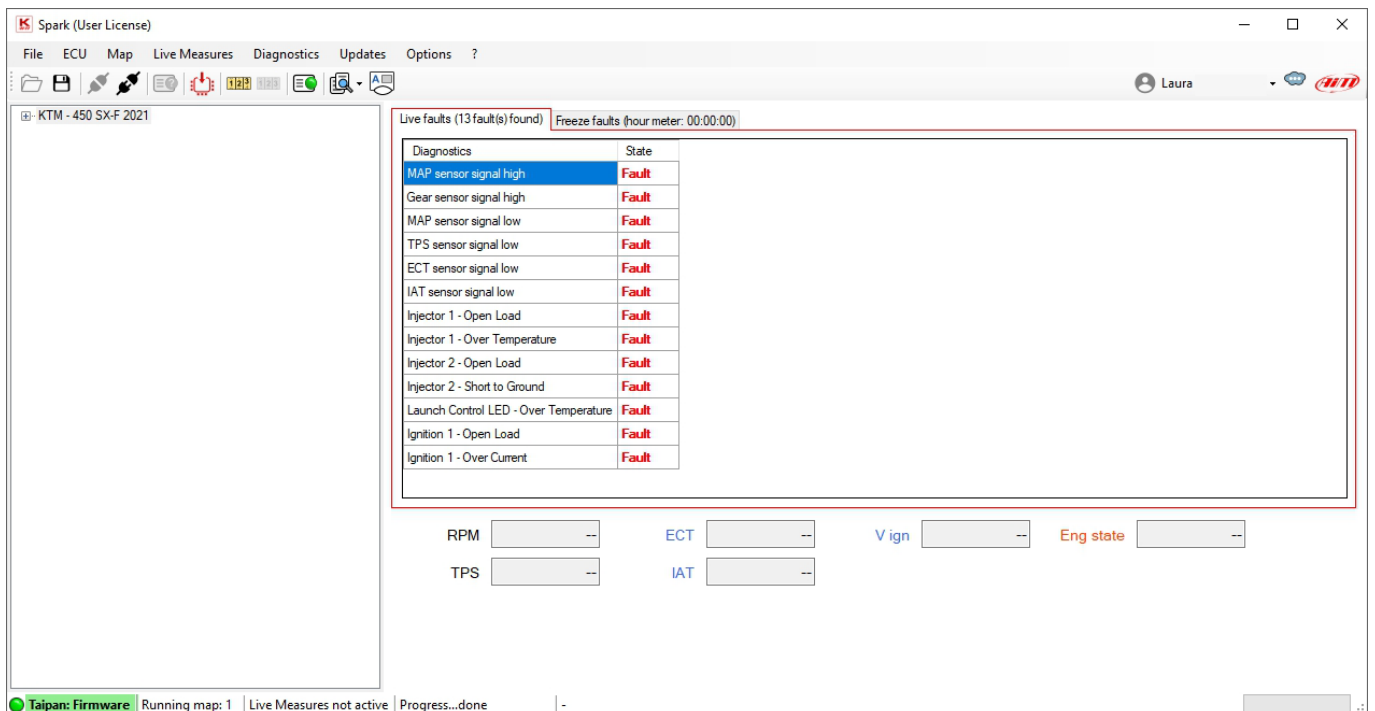 K Spark (User License)
File ECU Map Live Measures Diagnostics Updates Options ?
123 Laura AiM
KTM - 450 SX-F 2021
Live faults (13 fault(s) found) Freeze faults (hour meter: 00:00:00)
Diagnostics State
MAP sensor signal high Fault
Gear sensor signal high Fault
MAP sensor signal low Fault
TPS sensor signal low Fault
ECT sensor signal low Fault
IAT sensor signal low Fault
Injector 1 - Open Load Fault
Injector 1 - Over Temperature Fault
Injector 2 - Open Load Fault
Injector 2 - Short to Ground Fault
Launch Control LED - Over Temperature Fault
Ignition 1 - Open Load Fault
Ignition 1 - Over Current Fault
RPM -- ECT -- V ign -- Eng state --
TPS -- IAT --
Taipan: Firmware Running map: 1 Live Measures not active Progress...done -